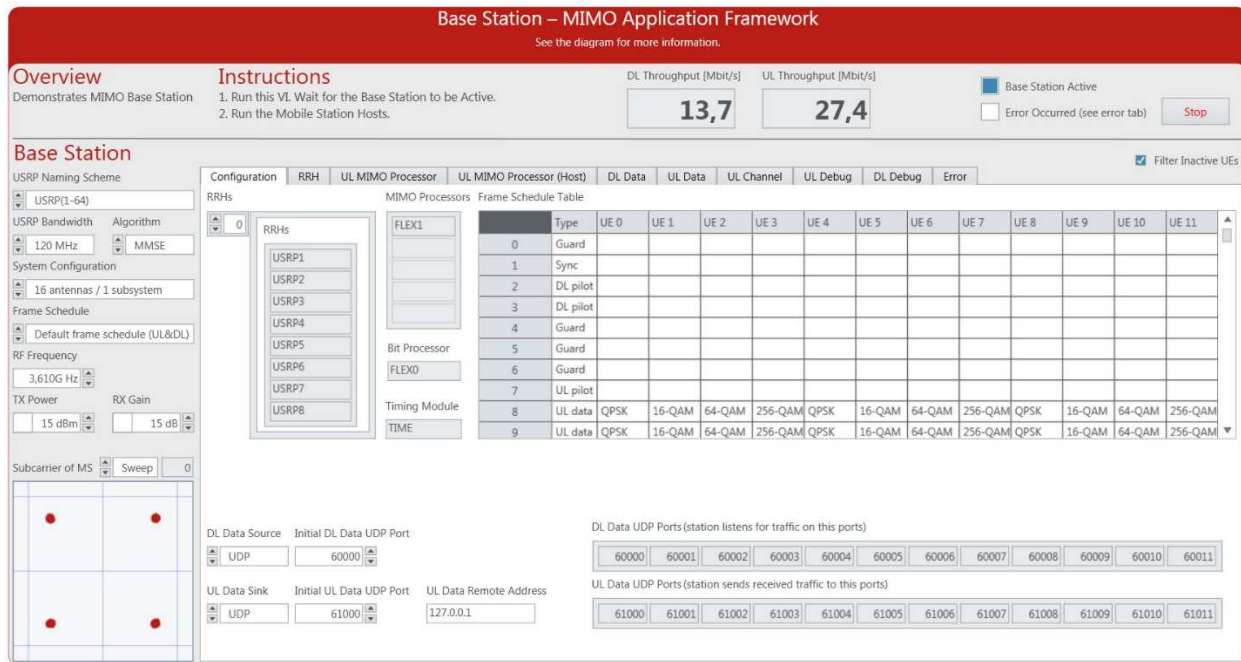 Base Station – MIMO Application Framework
See the diagram for more information.
Overview
Demonstrates MIMO Base Station
Instructions
1. Run this VI. Wait for the Base Station to be Active.
2. Run the Mobile Station Hosts.
DL Throughput [Mbit/s]
13,7
UL Throughput [Mbit/s]
27,4
Base Station Active
Error Occurred (see error tab)
Stop
Base Station
Filter Inactive UEs
USRP Naming Scheme
USRP(1-64)
USRP Bandwidth Algorithm
120 MHz MMSE
System Configuration
16 antennas / 1 subsystem
Frame Schedule
Default frame schedule (UL&DL)
RF Frequency
3,610G Hz
TX Power RX Gain
15 dBm 15 dB
Subcarrier of MS Sweep 0
Configuration RRH UL MIMO Processor UL MIMO Processor (Host) DL Data UL Data UL Channel UL Debug DL Debug Error
RRHs
0
RRHs
USRP1
USRP2
USRP3
USRP4
USRP5
USRP6
USRP7
USRP8
MIMO Processors
FLEX1
Bit Processor
FLEX0
Timing Module
TIME
Frame Schedule Table
Type UE 0 UE 1 UE 2 UE 3 UE 4 UE 5 UE 6 UE 7 UE 8 UE 9 UE 10 UE 11
0 Guard
1 Sync
2 DL pilot
3 DL pilot
4 Guard
5 Guard
6 Guard
7 UL pilot
8 UL data QPSK 16-QAM 64-QAM 256-QAM QPSK 16-QAM 64-QAM 256-QAM QPSK 16-QAM 64-QAM 256-QAM
9 UL data QPSK 16-QAM 64-QAM 256-QAM QPSK 16-QAM 64-QAM 256-QAM QPSK 16-QAM 64-QAM 256-QAM
DL Data Source Initial DL Data UDP Port
UDP 60000
UL Data Sink Initial UL Data UDP Port UL Data Remote Address
UDP 61000 127.0.0.1
DL Data UDP Ports (station listens for traffic on this ports)
60000 60001 60002 60003 60004 60005 60006 60007 60008 60009 60010 60011
UL Data UDP Ports (station sends received traffic to this ports)
61000 61001 61002 61003 61004 61005 61006 61007 61008 61009 61010 61011